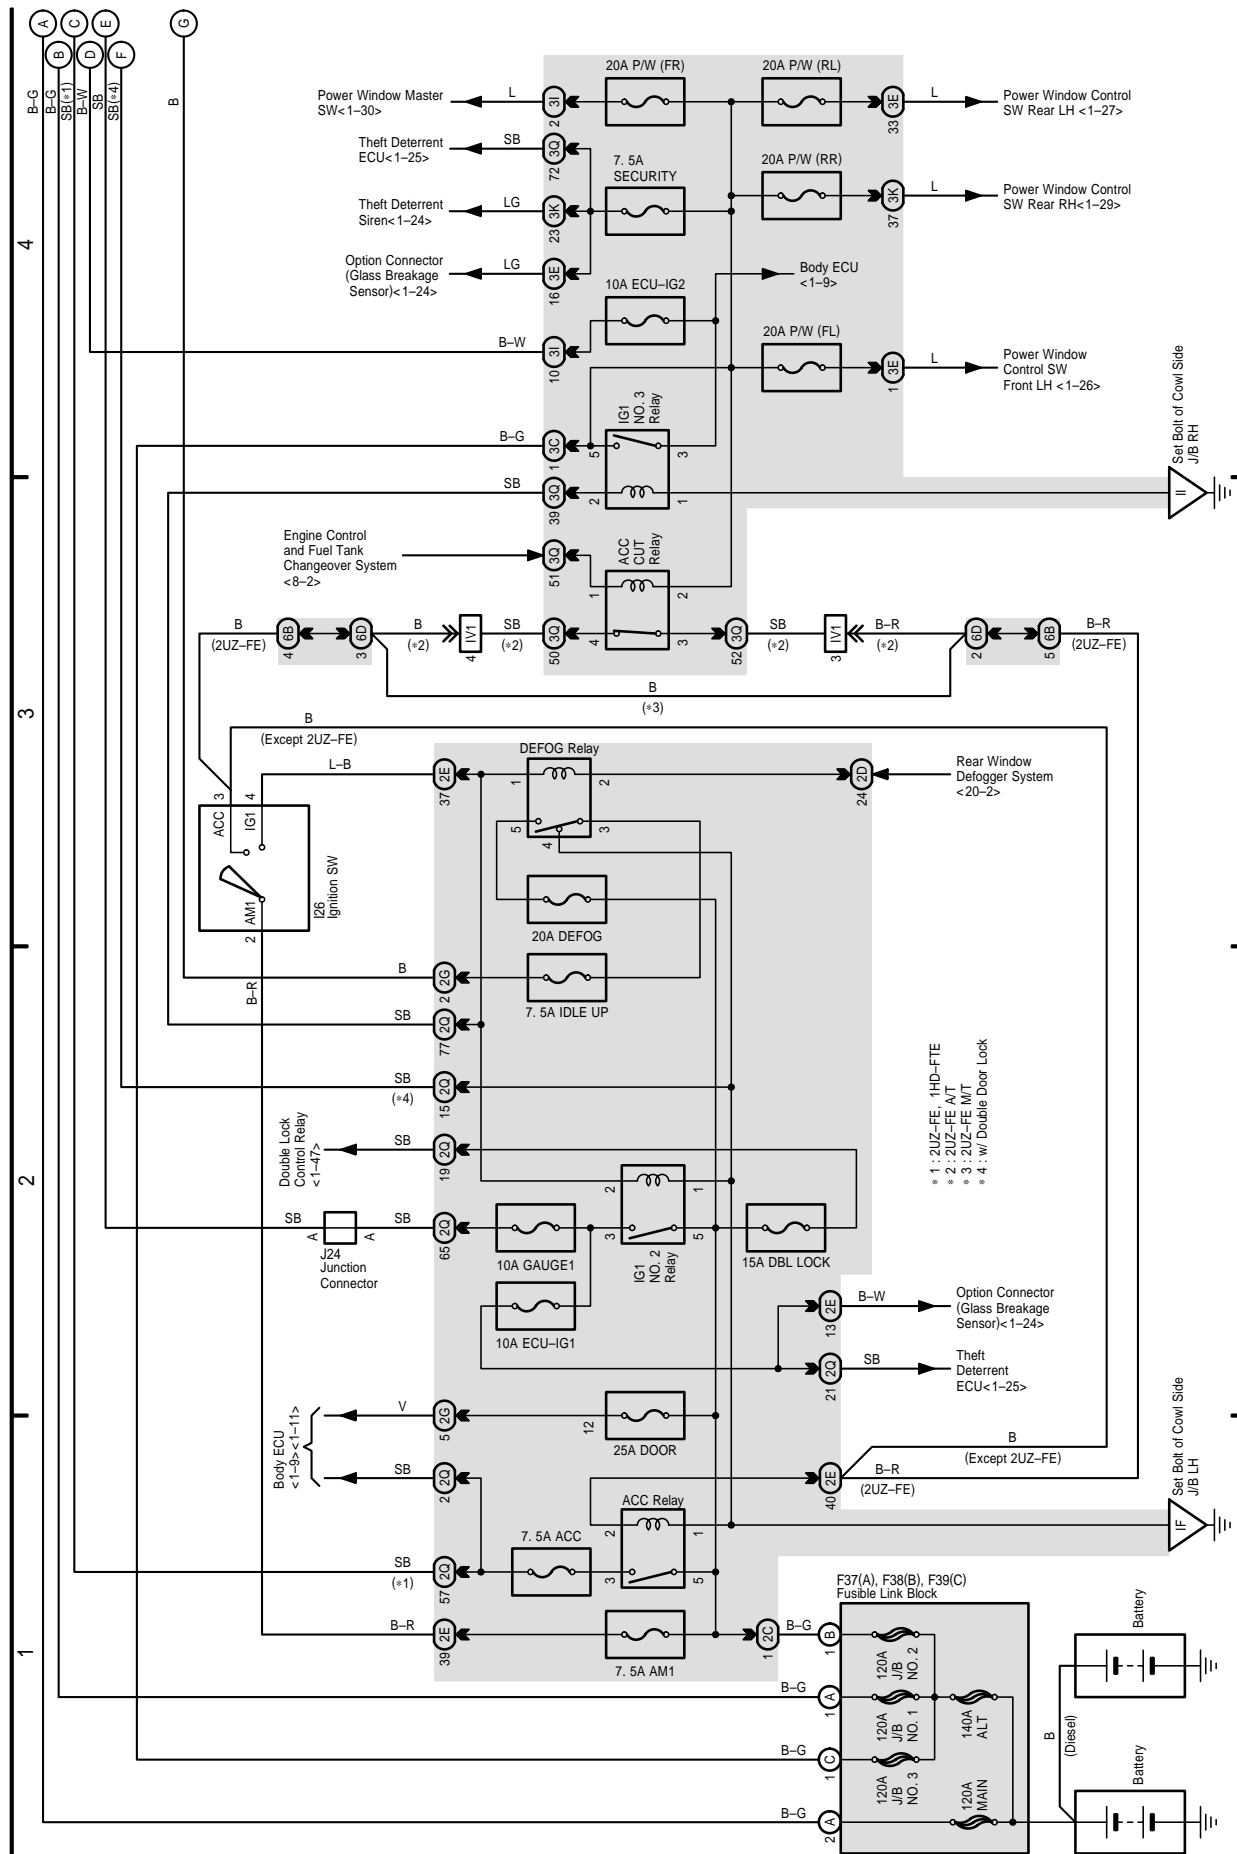 A
B
C
D
E
F
G
B–G
B–G
SB(*1)
B–W
SB
SB(*4)
B
4
3
2
1
20A P/W (FR)
20A P/W (RL)
Power Window Master
SW<1–30>
L
3I
2
33
3E
L
Power Window Control
SW Rear LH <1–27>
Theft Deterrent
ECU<1–25>
SB
3Q
72
7. 5A
SECURITY
20A P/W (RR)
Theft Deterrent
Siren<1–24>
LG
3K
23
37
3K
L
Power Window Control
SW Rear RH<1–29>
Option Connector
(Glass Breakage
Sensor)<1–24>
LG
3E
16
10A ECU–IG2
Body ECU
<1–9>
B–W
3I
10
20A P/W (FL)
1
3E
L
Power Window
Control SW
Front LH <1–26>
IG1
NO. 3
Relay
B–G
3C
1
5
3
SB
3Q
39
2
1
II
Set Bolt of Cowl Side
J/B RH
Engine Control
and Fuel Tank
Changeover System
<8–2>
3Q
51
ACC
CUT
Relay
1
2
B
(2UZ–FE)
6B
4
6D
3
B
(*2)
IV1
4
SB
(*2)
3Q
50
4
3
3Q
52
SB
(*2)
IV1
3
B–R
(*2)
6D
2
6B
5
B–R
(2UZ–FE)
B
(*3)
B
(Except 2UZ–FE)
DEFOG Relay
L–B
2E
37
1
2
2D
24
Rear Window
Defogger System
<20–2>
ACC
3
IG1
4
AM1
2
I26
Ignition SW
5
4
3
20A DEFOG
B–R
B
2G
2
7. 5A IDLE UP
SB
2Q
77
SB
(*4)
2Q
15
* 1 : 2UZ–FE, 1HD–FTE
* 2 : 2UZ–FE A/T
* 3 : 2UZ–FE M/T
* 4 : w/ Double Door Lock
Double Lock
Control Relay
<1–47>
SB
2Q
19
2
1
SB
A
J24
Junction
Connector
A
SB
2Q
65
10A GAUGE1
3
5
IG1
NO. 2
Relay
15A DBL LOCK
10A ECU–IG1
2E
13
B–W
Option Connector
(Glass Breakage
Sensor)<1–24>
2Q
21
SB
Theft
Deterrent
ECU<1–25>
Body ECU
<1–9><1–11>
V
2G
5
12
25A DOOR
B
(Except 2UZ–FE)
SB
2Q
2
2E
40
B–R
(2UZ–FE)
ACC Relay
2
1
7. 5A ACC
IF
Set Bolt of Cowl Side
J/B LH
SB
(*1)
2Q
57
3
5
B–R
2E
39
7. 5A AM1
2C
1
B–G
F37(A), F38(B), F39(C)
Fusible Link Block
B
1
120A
J/B
NO. 2
B–G
A
1
120A
J/B
NO. 1
140A
ALT
B–G
C
1
120A
J/B
NO. 3
B–G
A
2
120A
MAIN
B
(Diesel)
Battery
Battery